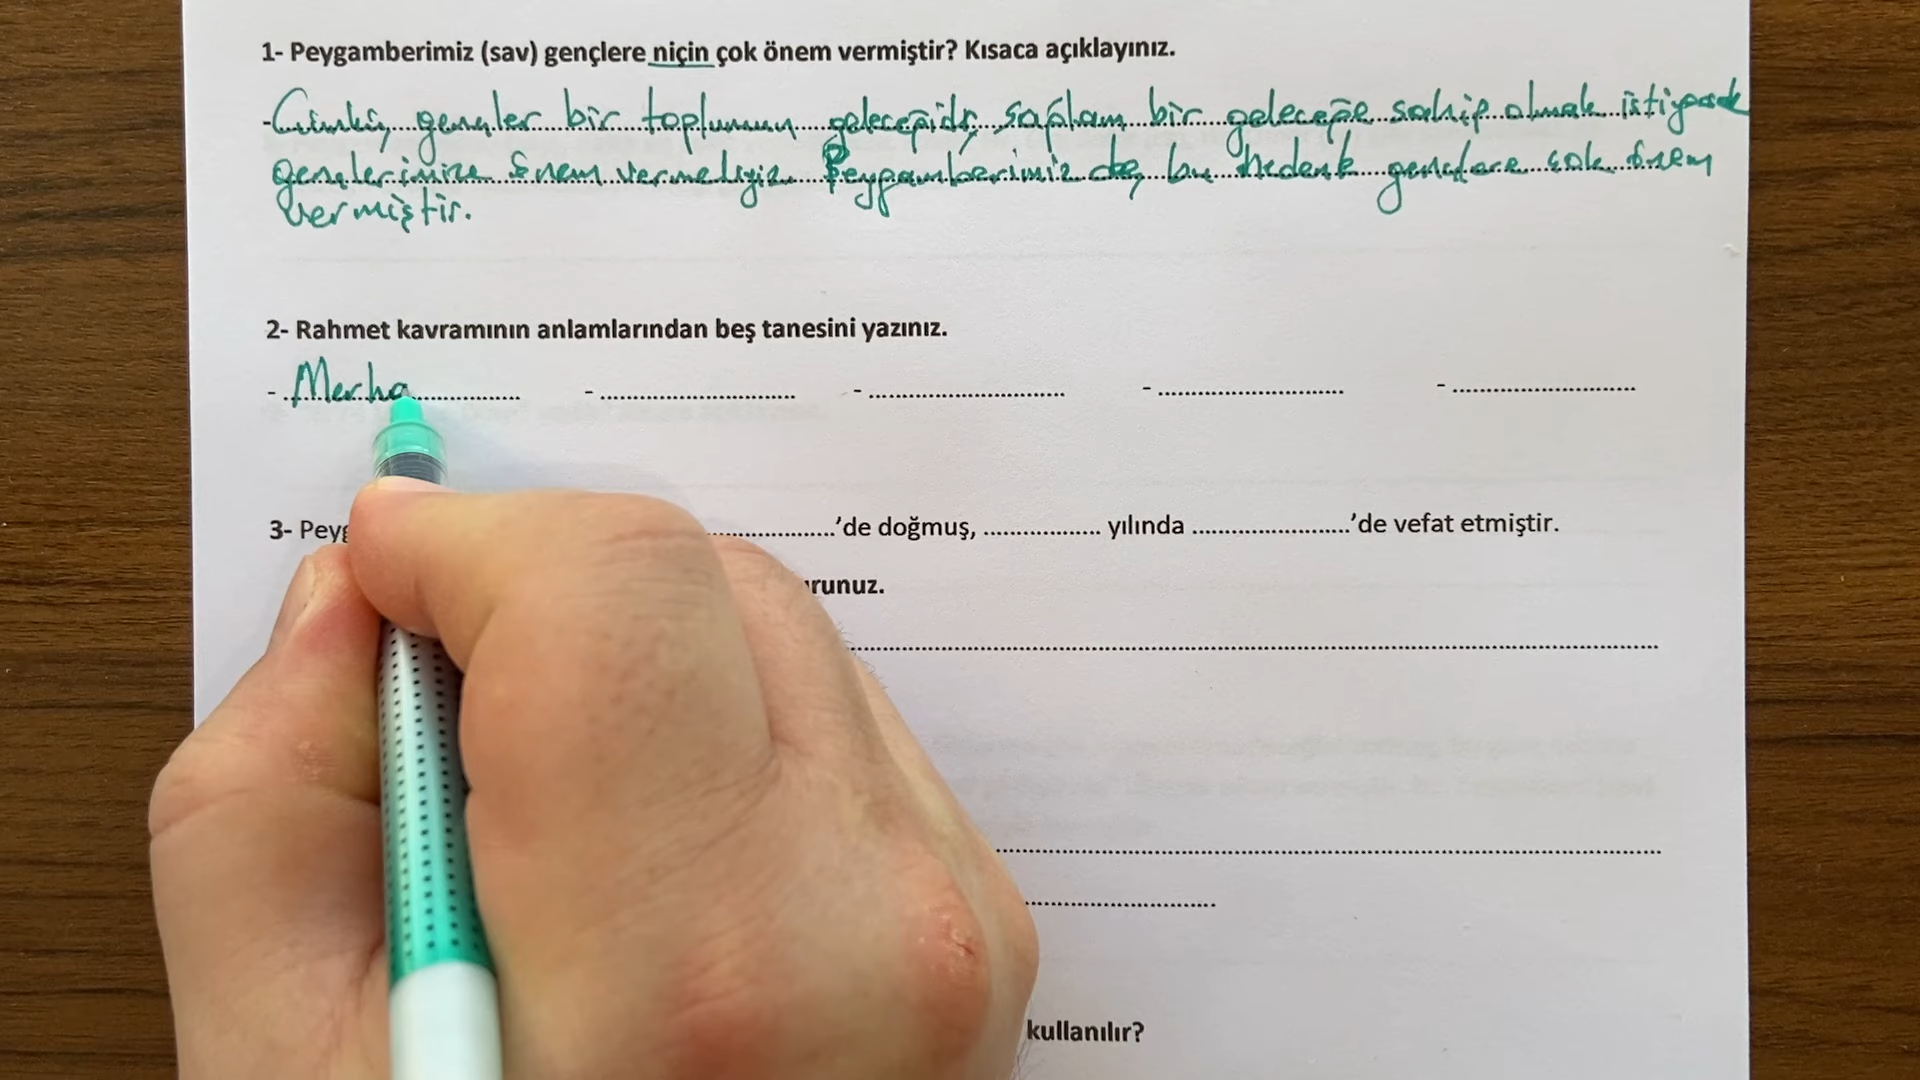 1- Peygamberimiz (sav) gençlere niçin çok önem vermiştir? Kısaca açıklayınız.
-Çünkü, gençler bir toplumun geleceğidir, sağlam bir geleceğe sahip olmak istiyorsak
gençlerimize önem vermeliyiz. Peygamberimiz de, bu nedenle gençlere çok önem
vermiştir.
2- Rahmet kavramının anlamlarından beş tanesini yazınız.
- Merha - - - -
3- Peyg 'de doğmuş, yılında 'de vefat etmiştir.
runuz.
kullanılır?